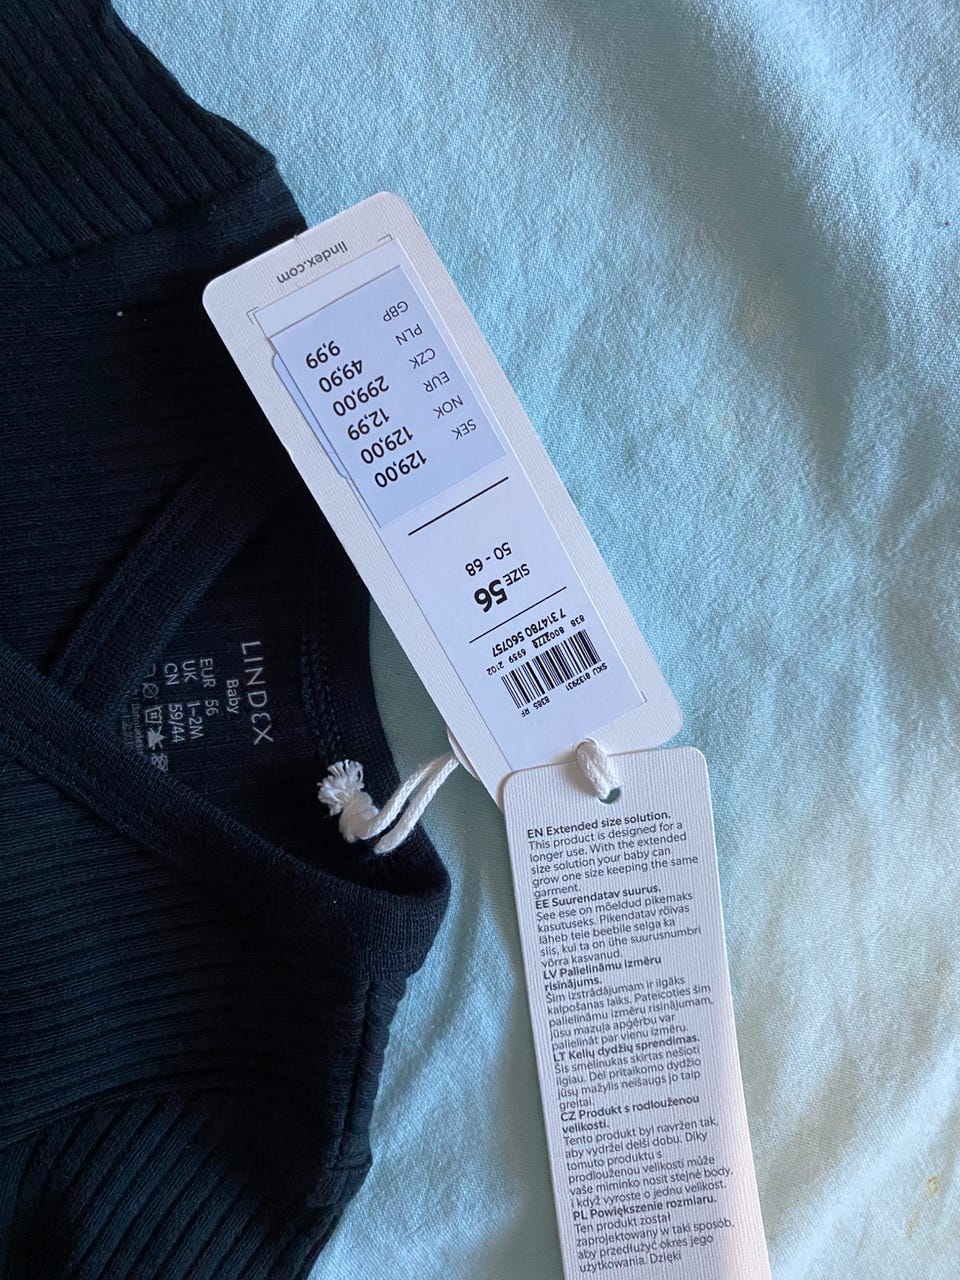 lindex.com
SKU 8132931
838S RF
838 8002778 6959 2102
7 314780 560757
SIZE 56
50 - 68
SEK 129,00
NOK 129,00
EUR 12,99
CZK 299,00
PLN 49,90
GBP 9,99
LINDEX
Baby
EUR 56
UK 1-2M
CN 59/44
EN Extended size solution.
This product is designed for a
longer use. With the extended
size solution your baby can
grow one size keeping the same
garment.
EE Suurendatav suurus.
See ese on mõeldud pikemaks
kasutuseks. Pikendatav rõivas
läheb teie beebile selga ka
siis, kui ta on ühe suurusnumbri
võrra kasvanud.
LV Palielināmu izmēru
risinājums.
Šim izstrādājumam ir ilgāks
kalpošanas laiks. Pateicoties šim
palielināmu izmēru risinājumam,
jūsu mazuļa apģērbu var
palielināt par vienu izmēru.
LT Kelių dydžių sprendimas.
Šis smėlinukas skirtas nešioti
ilgiau. Dėl pritaikomo dydžio
jūsų mažylis neišaugs jo taip
greitai.
CZ Produkt s rodlouženou
velikostí.
Tento produkt byl navržen tak,
aby vydržel delší dobu. Díky
tomuto produktu s
prodlouženou velikostí může
vaše miminko nosit stejné body,
i když vyroste o jednu velikost.
PL Powiększenie rozmiaru.
Ten produkt został
zaprojektowany w taki sposób,
aby przedłużyć okres jego
użytkowania. Dzięki